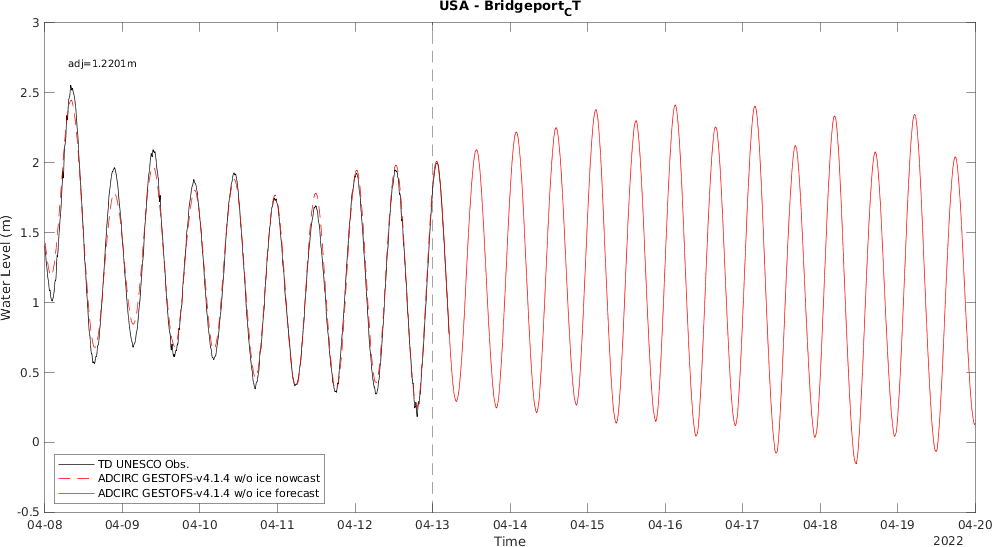 USA - Bridgeport_CT
adj=1.2201m
3
2.5
2
1.5
1
0.5
0
-0.5
Water Level (m)
TD UNESCO Obs.
ADCIRC GESTOFS-v4.1.4 w/o ice nowcast
ADCIRC GESTOFS-v4.1.4 w/o ice forecast
04-08 04-09 04-10 04-11 04-12 04-13 04-14 04-15 04-16 04-17 04-18 04-19 04-20
Time
2022